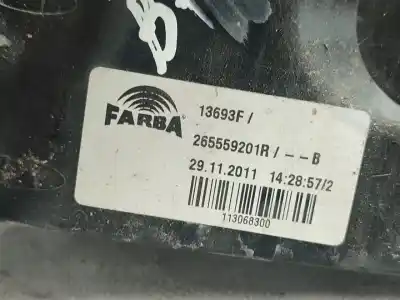 FARBA
13693F /
265559201R / - - B
29.11.2011 14:28:57/2
113068300